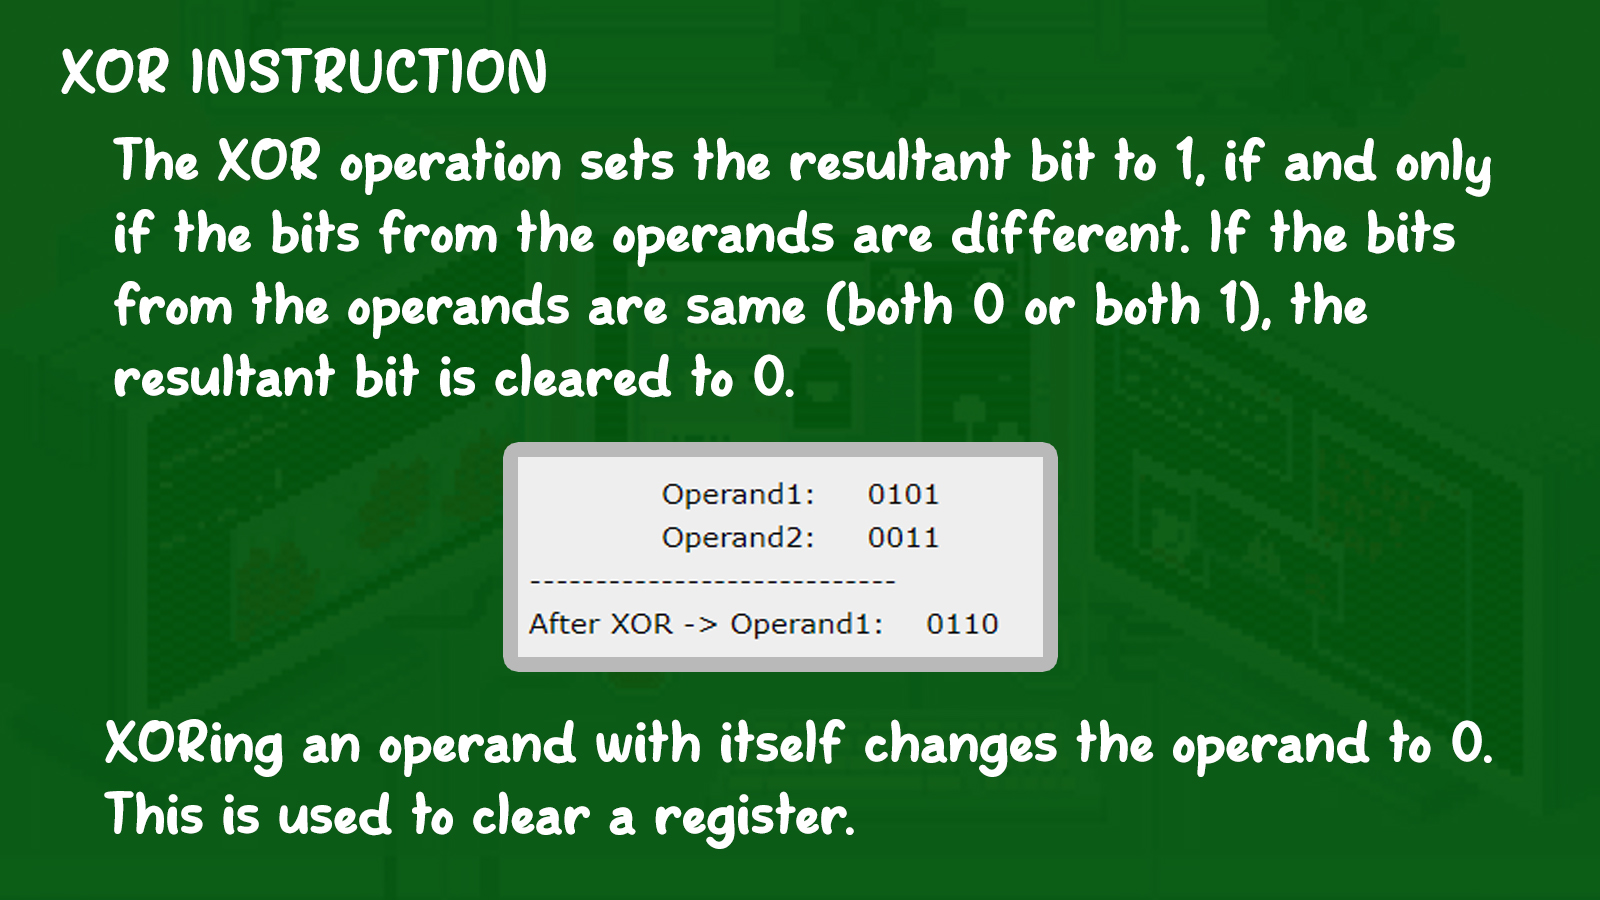 XOR INSTRUCTION
The XOR operation sets the resultant bit to 1, if and only
if the bits from the operands are different. If the bits
from the operands are same (both 0 or both 1), the
resultant bit is cleared to 0.
Operand1: 0101
Operand2: 0011
----------------------------
After XOR -> Operand1: 0110
XORing an operand with itself changes the operand to 0.
This is used to clear a register.